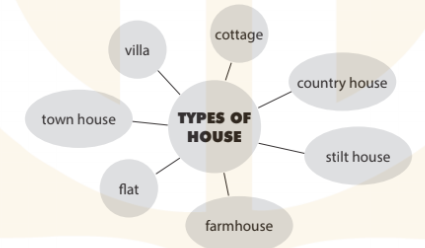 cottage
villa
country house
TYPES OF
HOUSE
town house
stilt house
flat
farmhouse